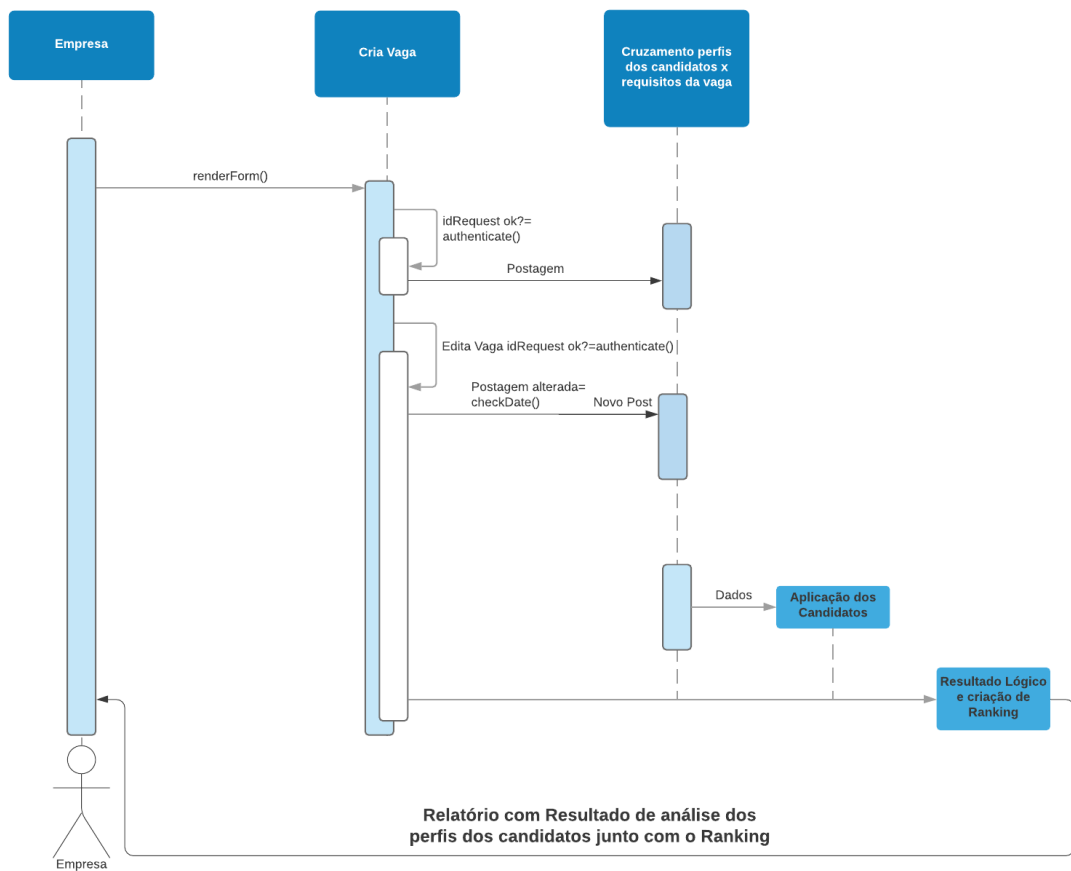 Empresa
Cria Vaga
Cruzamento perfis
dos candidatos x
requisitos da vaga
renderForm()
idRequest ok?=
authenticate()
Postagem
Edita Vaga idRequest ok?=authenticate()
Postagem alterada=
checkDate()
Novo Post
Dados
Aplicação dos
Candidatos
Resultado Lógico
e criação de
Ranking
Relatório com Resultado de análise dos
perfis dos candidatos junto com o Ranking
Empresa